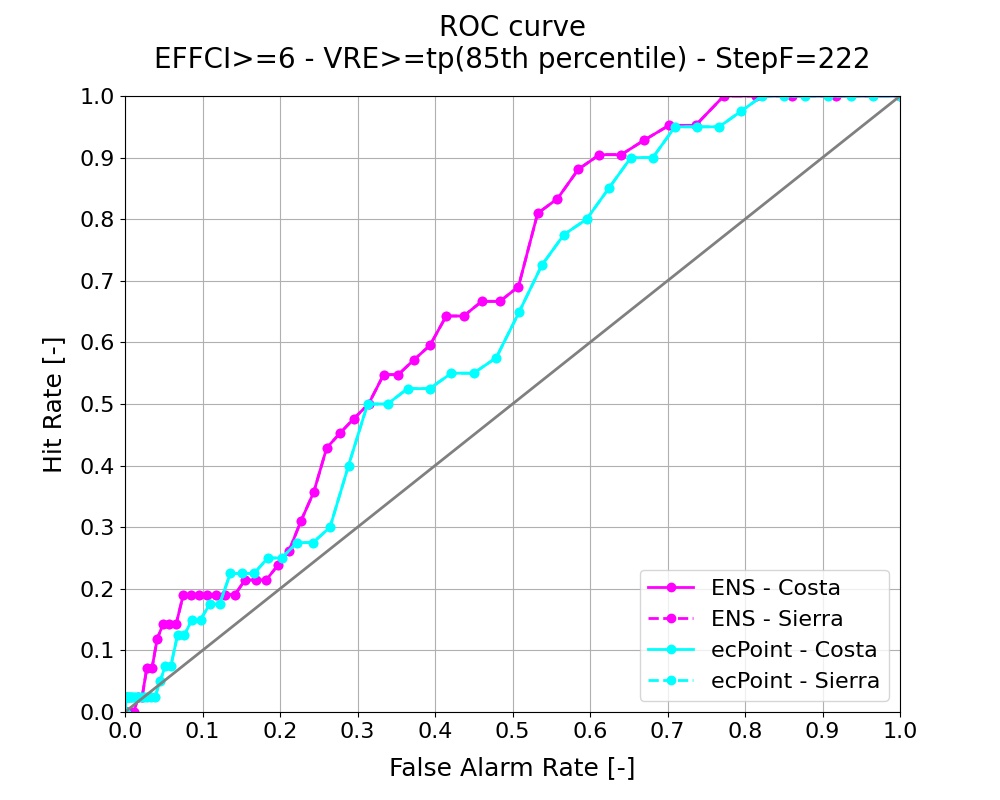 ROC curve
EFFCI>=6 - VRE>=tp(85th percentile) - StepF=222
1.0
0.9
0.8
0.7
0.6
0.5
0.4
0.3
0.2
0.1
0.0
Hit Rate [-]
ENS - Costa
ENS - Sierra
ecPoint - Costa
ecPoint - Sierra
0.0 0.1 0.2 0.3 0.4 0.5 0.6 0.7 0.8 0.9 1.0
False Alarm Rate [-]